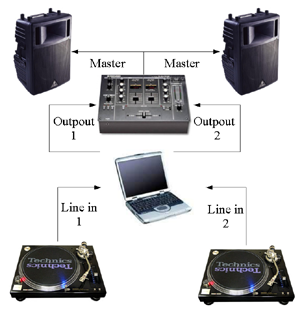 Master
Master
Outpout
1
Outpout
2
Line in
1
Line in
2
Technics
Technics